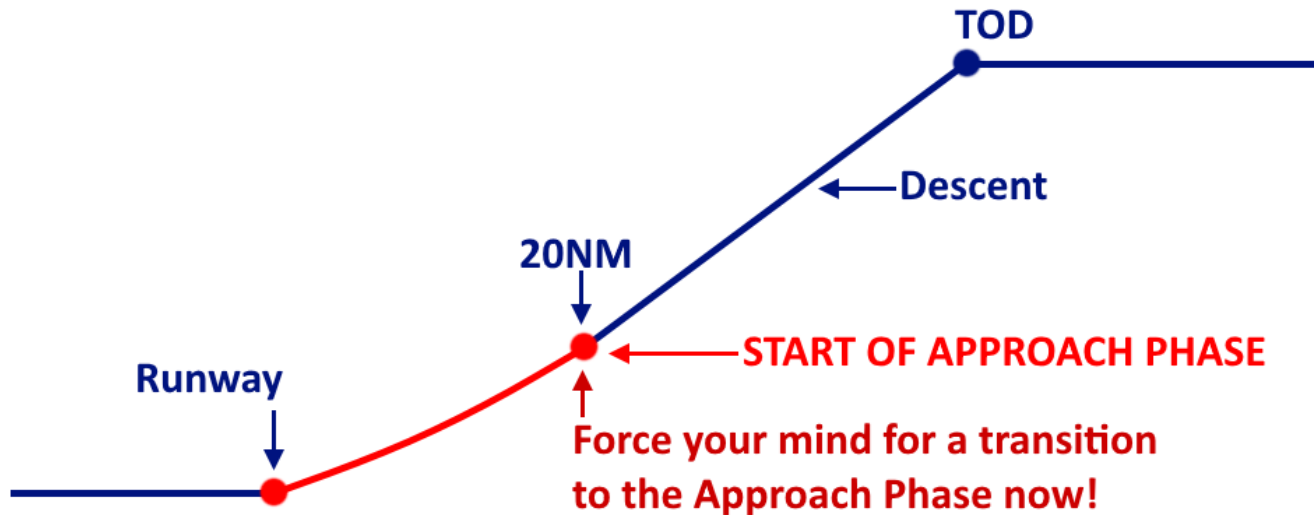 TOD
Descent
20NM
START OF APPROACH PHASE
Runway
Force your mind for a transition
to the Approach Phase now!